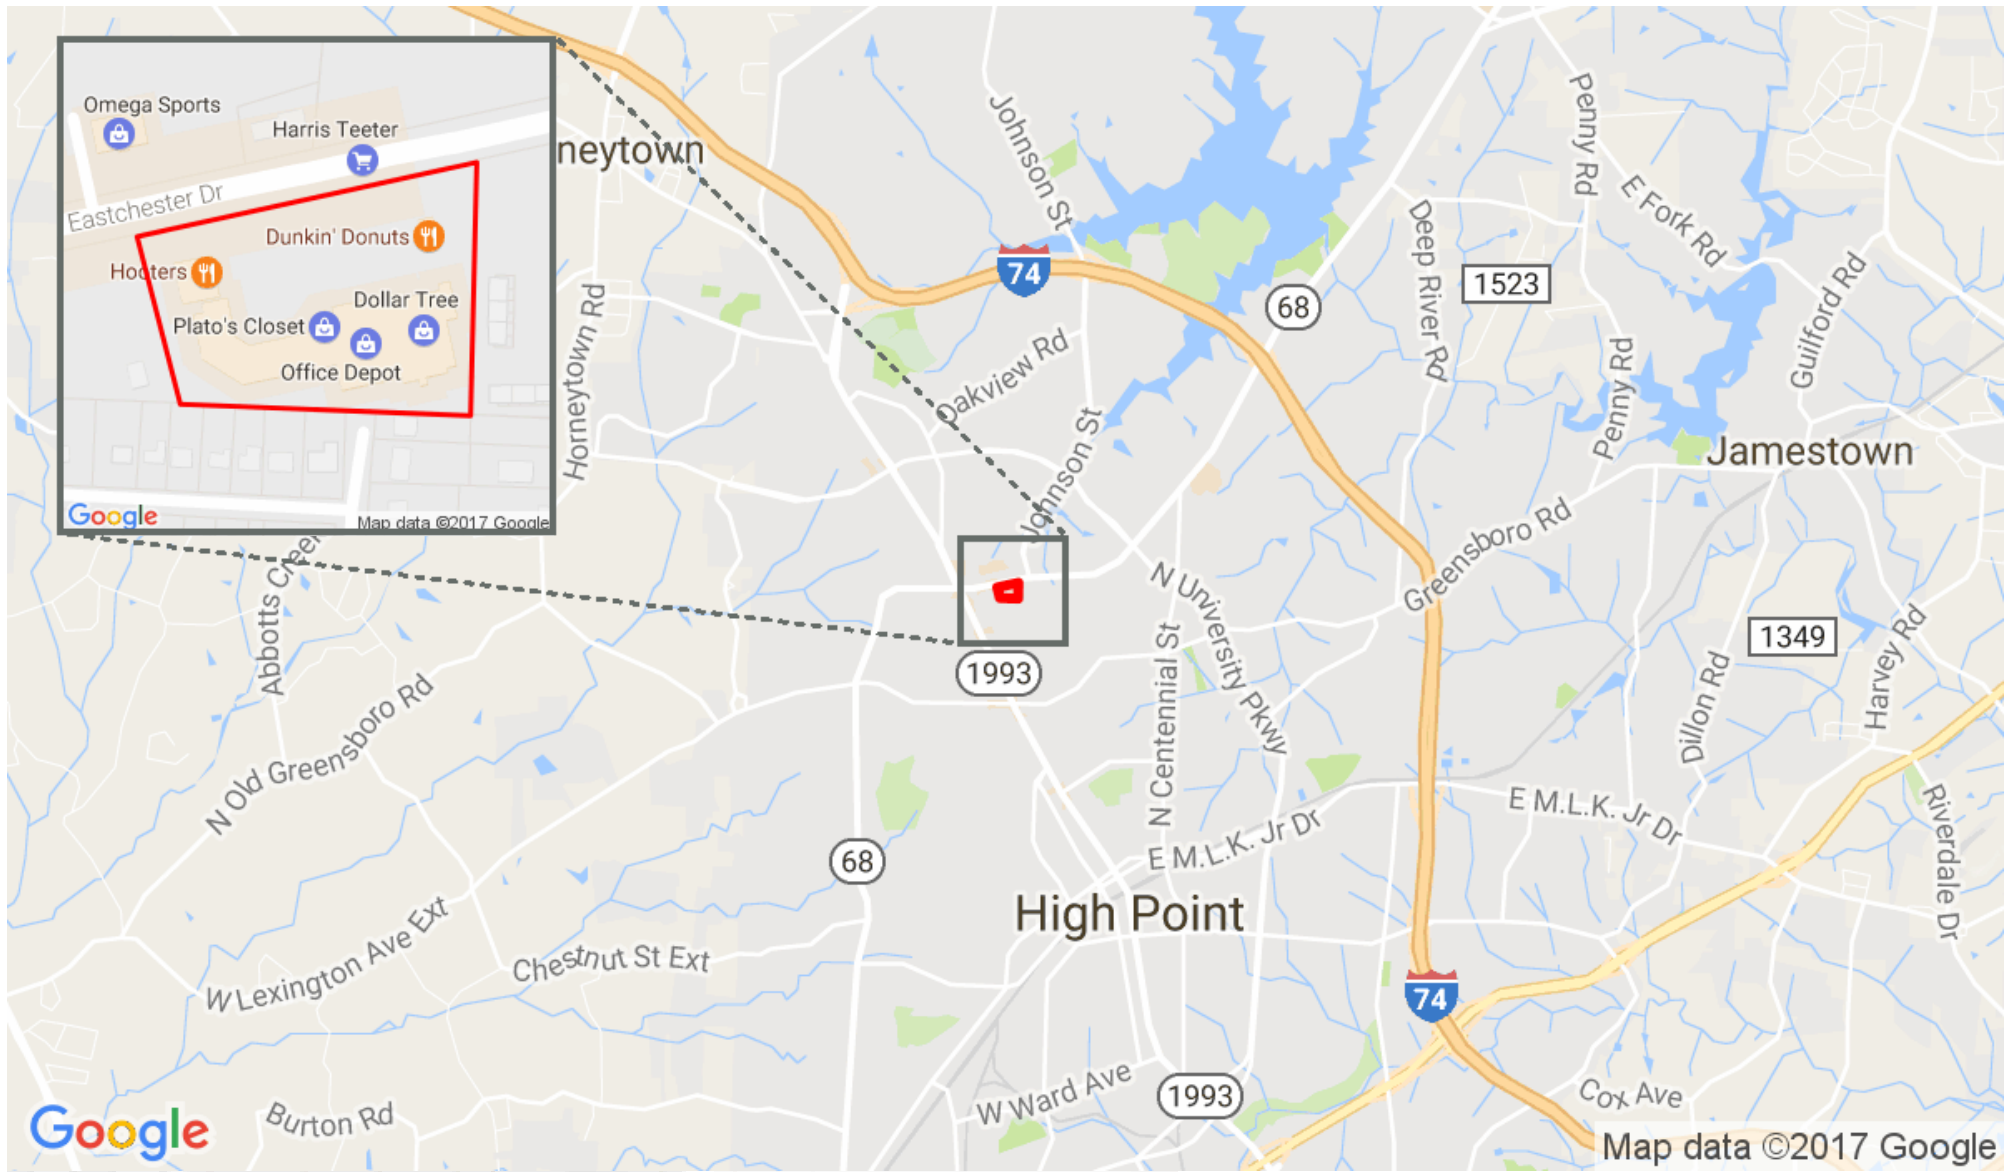 Omega Sports
Harris Teeter
Eastchester Dr
Dunkin' Donuts
Hooters
Dollar Tree
Plato's Closet
Office Depot
Google
Map data ©2017 Google
neytown
Johnson St
Penny Rd
E Fork Rd
Deep River Rd
1523
74
68
Guilford Rd
Horneytown Rd
Oakview Rd
Penny Rd
Johnson St
Jamestown
Greensboro Rd
Abbotts Creek
N University Pkwy
1349
Harvey Rd
N Centennial St
1993
Dillon Rd
N Old Greensboro Rd
E M.L.K. Jr Dr
E M.L.K. Jr Dr
Riverdale Dr
68
High Point
W Lexington Ave Ext
Chestnut St Ext
74
W Ward Ave
1993
Cox Ave
Burton Rd
Google
Map data ©2017 Google